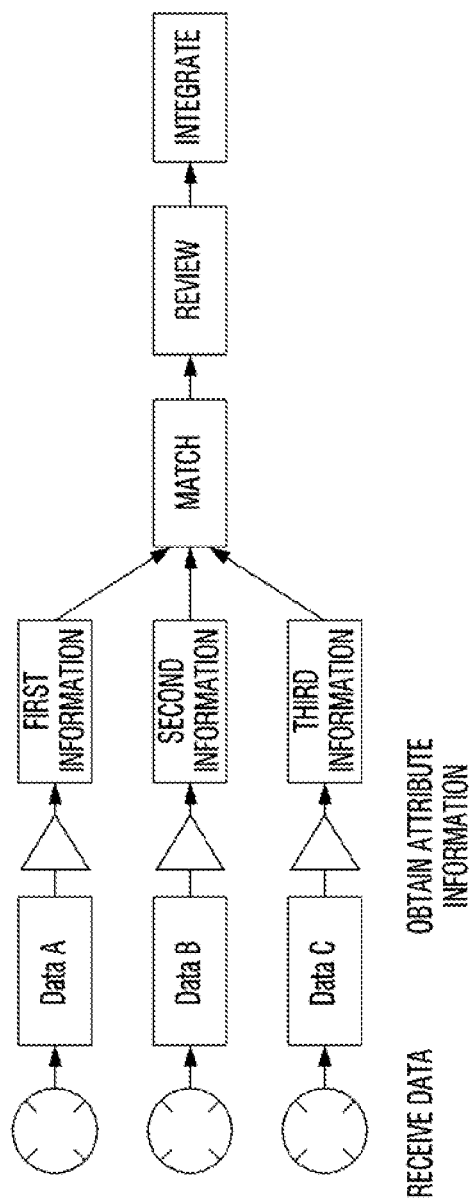 Data A
FIRST
INFORMATION
Data B
SECOND
INFORMATION
MATCH
REVIEW
INTEGRATE
Data C
THIRD
INFORMATION
RECEIVE DATA
OBTAIN ATTRIBUTE
INFORMATION